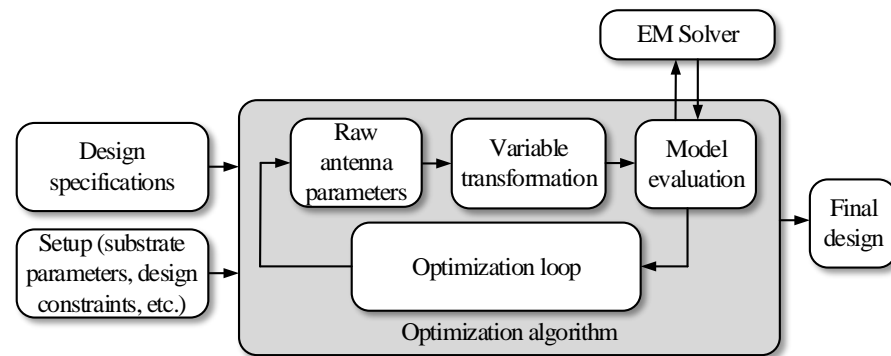 EM Solver
Design
specifications
Setup (substrate
parameters, design
constraints, etc.)
Raw
antenna
parameters
Variable
transformation
Model
evaluation
Optimization loop
Optimization algorithm
Final
design